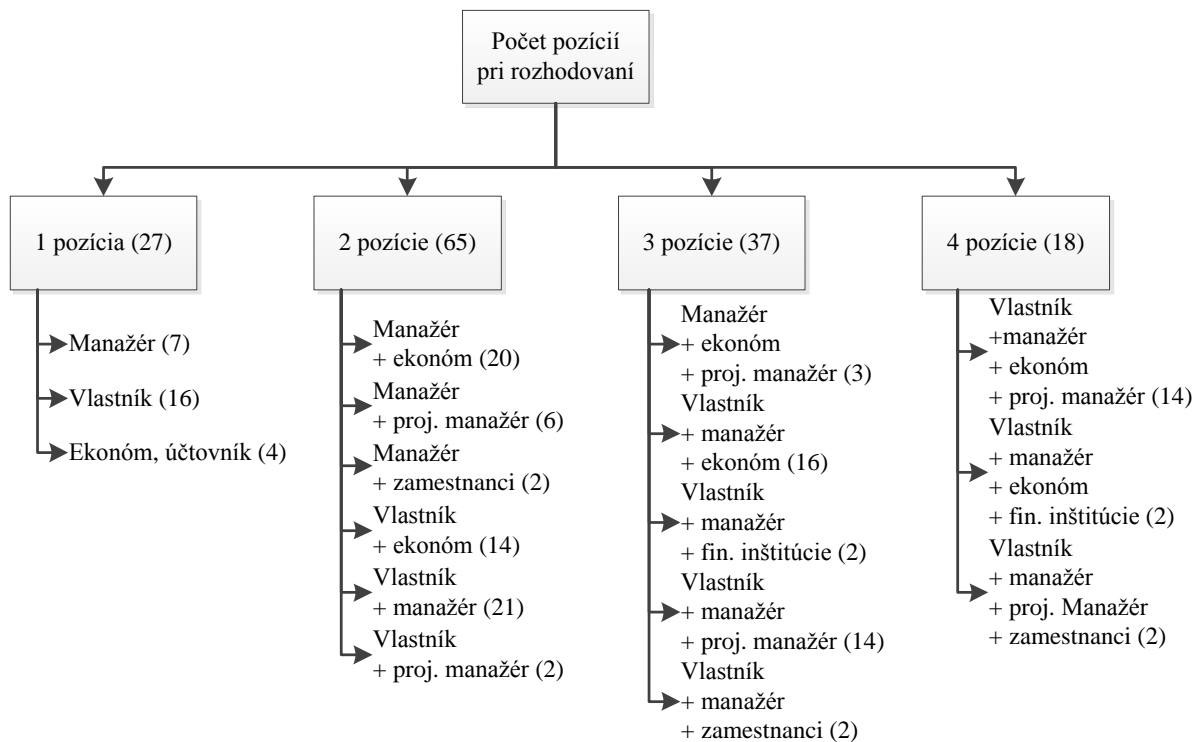 Počet pozícií
pri rozhodovaní
1 pozícia (27)
Manažér (7)
Vlastník (16)
Ekonóm, účtovník (4)
2 pozície (65)
Manažér
+ ekonóm (20)
Manažér
+ proj. manažér (6)
Manažér
+ zamestnanci (2)
Vlastník
+ ekonóm (14)
Vlastník
+ manažér (21)
Vlastník
+ proj. manažér (2)
3 pozície (37)
Manažér
+ ekonóm
+ proj. manažér (3)
Vlastník
+ manažér
+ ekonóm (16)
Vlastník
+ manažér
+ fin. inštitúcie (2)
Vlastník
+ manažér
+ proj. manažér (14)
Vlastník
+ manažér
+ zamestnanci (2)
4 pozície (18)
Vlastník
+manažér
+ ekonóm
+ proj. manažér (14)
Vlastník
+ manažér
+ ekonóm
+ fin. inštitúcie (2)
Vlastník
+ manažér
+ proj. Manažér
+ zamestnanci (2)